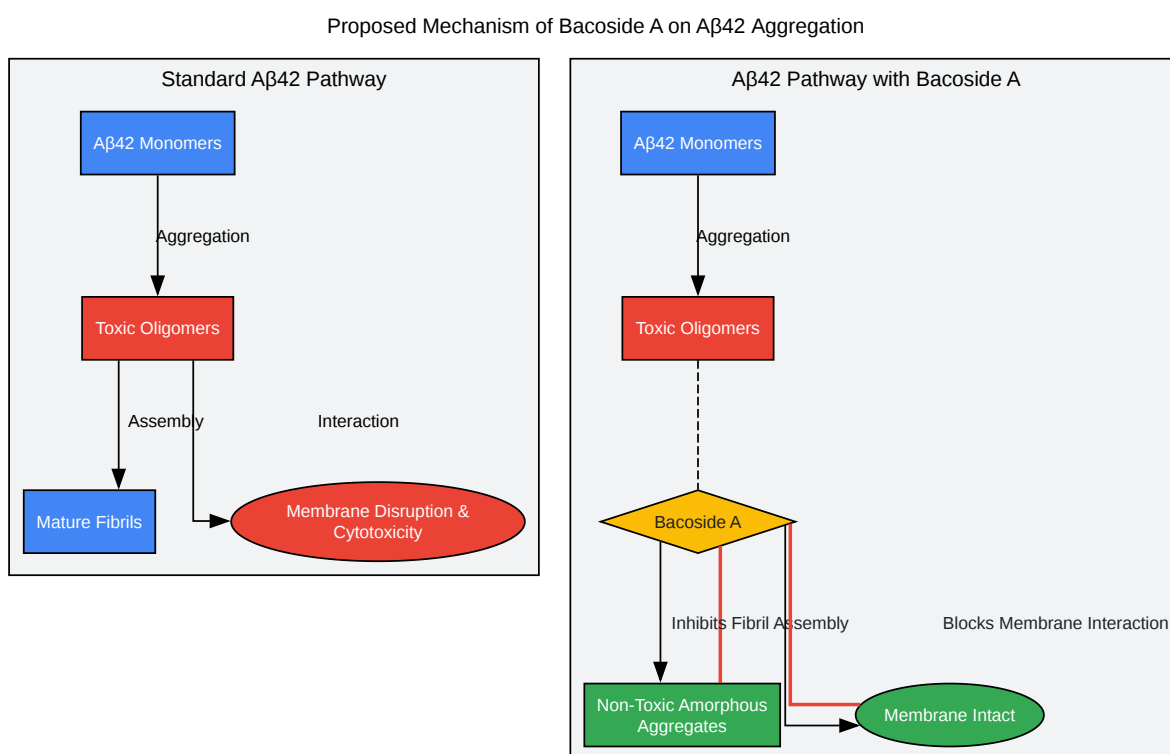 Proposed Mechanism of Bacoside A on Aβ42 Aggregation
Standard Aβ42 Pathway
Aβ42 Monomers
Aggregation
Toxic Oligomers
Assembly
Interaction
Mature Fibrils
Membrane Disruption &
Cytotoxicity
Aβ42 Pathway with Bacoside A
Aβ42 Monomers
Aggregation
Toxic Oligomers
Bacoside A
Inhibits Fibril Assembly
Blocks Membrane Interaction
Non-Toxic Amorphous
Aggregates
Membrane Intact